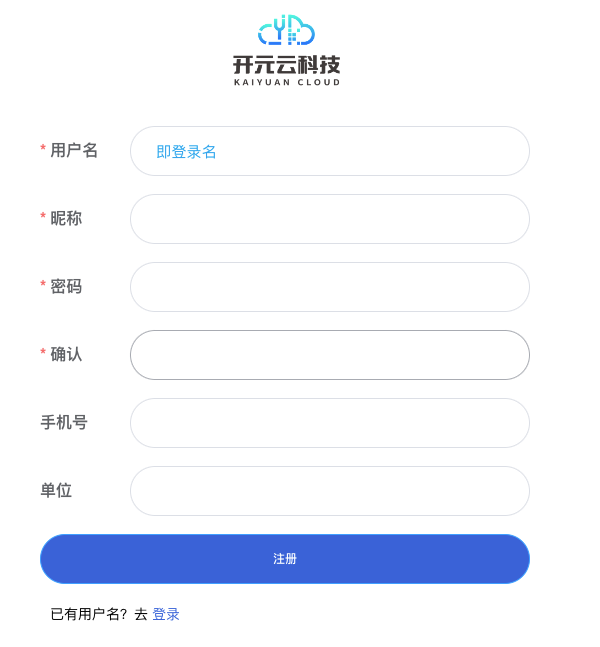 开元云科技
KAIYUAN CLOUD
* 用户名 即登录名
* 昵称
* 密码
* 确认
手机号
单位
注册
已有用户名？去 登录